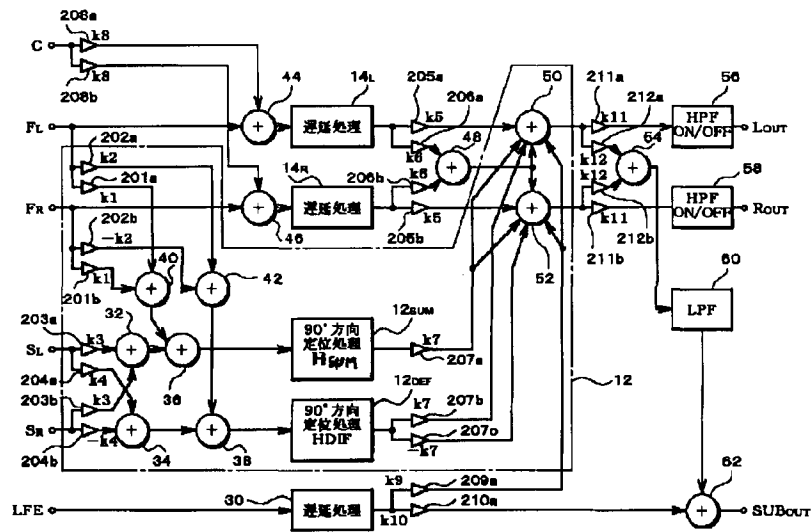 208a
k8
C
k8
208b
44
14L
遅延処理
205a
k5
206a
k6
48
50
211a
k11
212a
k12
54
56
HPF
ON/OFF
LOUT
FL
202a
k2
201a
k1
14R
遅延処理
206b
k6
k5
205b
46
52
k12
k11
212b
211b
58
HPF
ON/OFF
ROUT
FR
202b
-k2
k1
201b
40
42
60
LPF
203a
k3
32
SL
204a
k4
k3
203b
36
12SUM
90°方向
定位処理
k7
207a
12
12DEF
90°方向
定位処理
HDIF
k7
207b
207c
-k7
SR
-k4
204b
34
38
LFE
30
遅延処理
k9
209a
k10
210a
62
SUBOUT